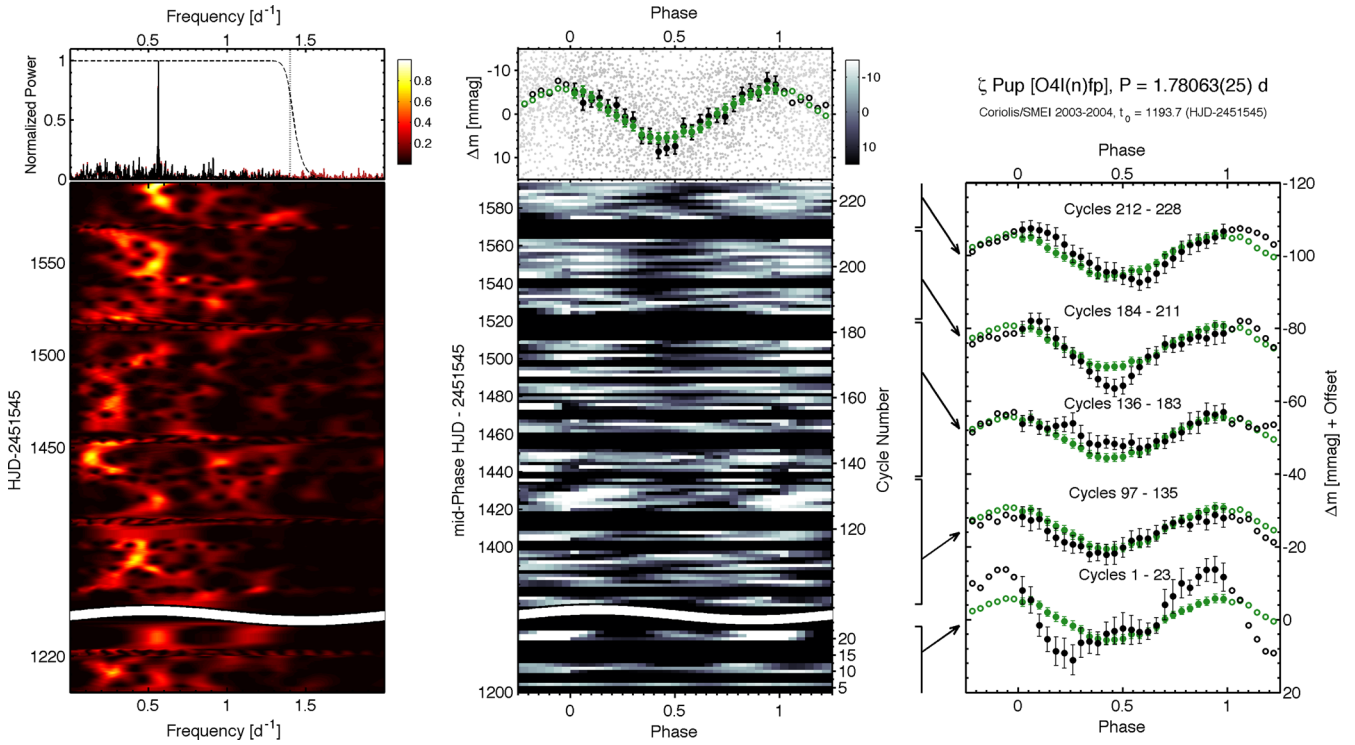 Frequency [d⁻¹]
0.5 1 1.5
Normalized Power
1
0.5
0
0.8
0.6
0.4
0.2
HJD-2451545
1550
1500
1450
1220
0.5 1 1.5
Frequency [d⁻¹]
Phase
0 0.5 1
Δm [mmag]
-10
0
10
-10
0
10
mid-Phase HJD - 2451545
1580
1560
1540
1520
1500
1480
1460
1440
1420
1400
1200
Cycle Number
220
200
180
160
140
120
20
15
10
5
0 0.5 1
Phase
ζ Pup [O4I(n)fp], P = 1.78063(25) d
Coriolis/SMEI 2003-2004, t₀ = 1193.7 (HJD-2451545)
Phase
0 0.5 1
Cycles 212 - 228
Cycles 184 - 211
Cycles 136 - 183
Cycles 97 - 135
Cycles 1 - 23
-120
-100
-80
-60
-40
-20
0
20
Δm [mmag] + Offset
0 0.5 1
Phase